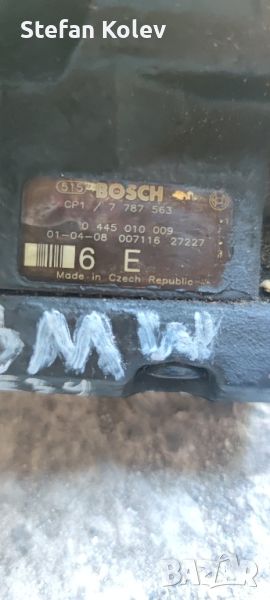 Stefan Kolev
515 BOSCH
CP1 / 7 787 563
0 445 010 009
01-04-08 007116 27227
6 E
Made in Czech Republic
BMW
BAZAR